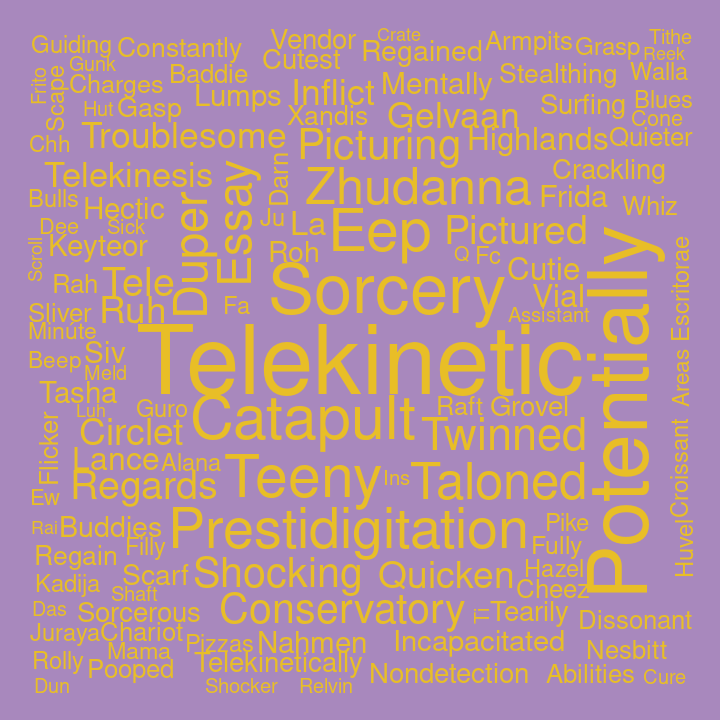 Guiding
Constantly
Vendor
Crate
Armpits
Tithe
Gunk
Cutest
Regained
Grasp
Reek
Frito
Scape
Charges
Baddie
Mentally
Stealthing
Walla
Hut
Gasp
Lumps
Inflict
Surfing
Blues
Xandis
Gelvaan
Cone
Chh
Troublesome
Picturing
Highlands
Quieter
Telekinesis
Darn
Crackling
Bulls
Hectic
Duper
Essay
Zhudanna
Frida
Whiz
Dee
Sick
Ju
La
Eep
Pictured
Scroll
Keyteor
Roh
Q
Fc
Cutie
Potentially
Areas Escritorae
Rah
Tele
Sorcery
Vial
Sliver
Ruh
Fa
Assistant
Minute
Beep
Siv
Telekinetic
Meld
Tasha
Luh
Guro
Catapult
Raft
Grovel
Flicker
Circlet
Twinned
Croissant
Lance
Alana
Teeny
Ins
Taloned
Ew
Regards
Rai
Buddies
Prestidigitation
Pike
Huvel
Regain
Filly
Fully
Kadija
Scarf
Shocking
Quicken
Hazel
Shaft
Cheez
Das
Sorcerous
Conservatory
Tearily
Dissonant
Juraya
Chariot
Pizzas
Nahmen
Incapacitated
Nesbitt
Mama
Rolly
Pooped
Telekinetically
Nondetection
Abilities
Cure
Dun
Shocker
Relvin